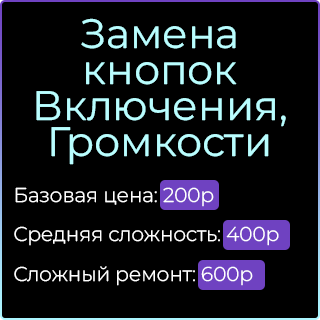 Замена
кнопок
Включения,
Громкости
Базовая цена: 200р
Средняя сложность: 400р
Сложный ремонт: 600р